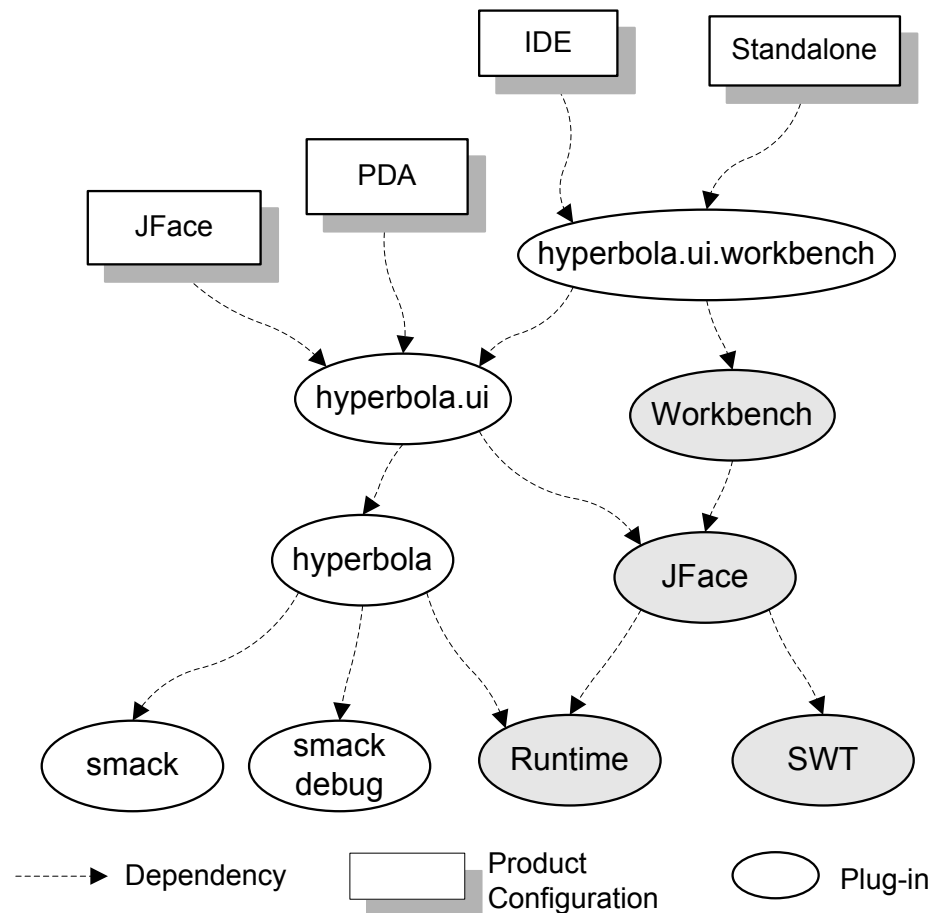 IDE
Standalone
PDA
JFace
hyperbola.ui.workbench
hyperbola.ui
Workbench
hyperbola
JFace
smack
smack
debug
Runtime
SWT
Dependency
Product
Configuration
Plug-in